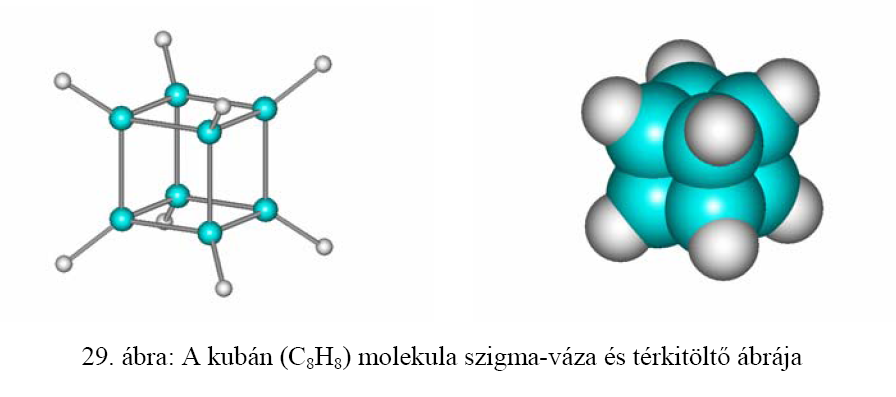 29. ábra: A kubán (C₈H₈) molekula szigma-váza és térkitöltő ábrája